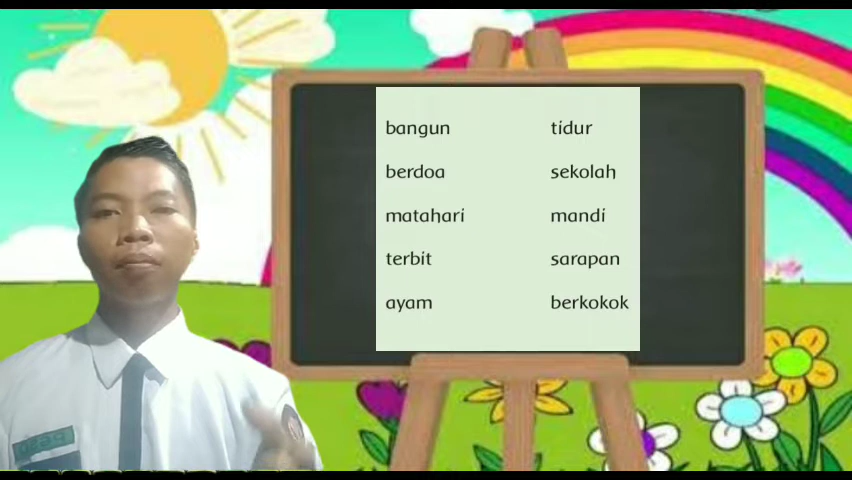 bangun tidur
berdoa sekolah
matahari mandi
terbit sarapan
ayam berkokok